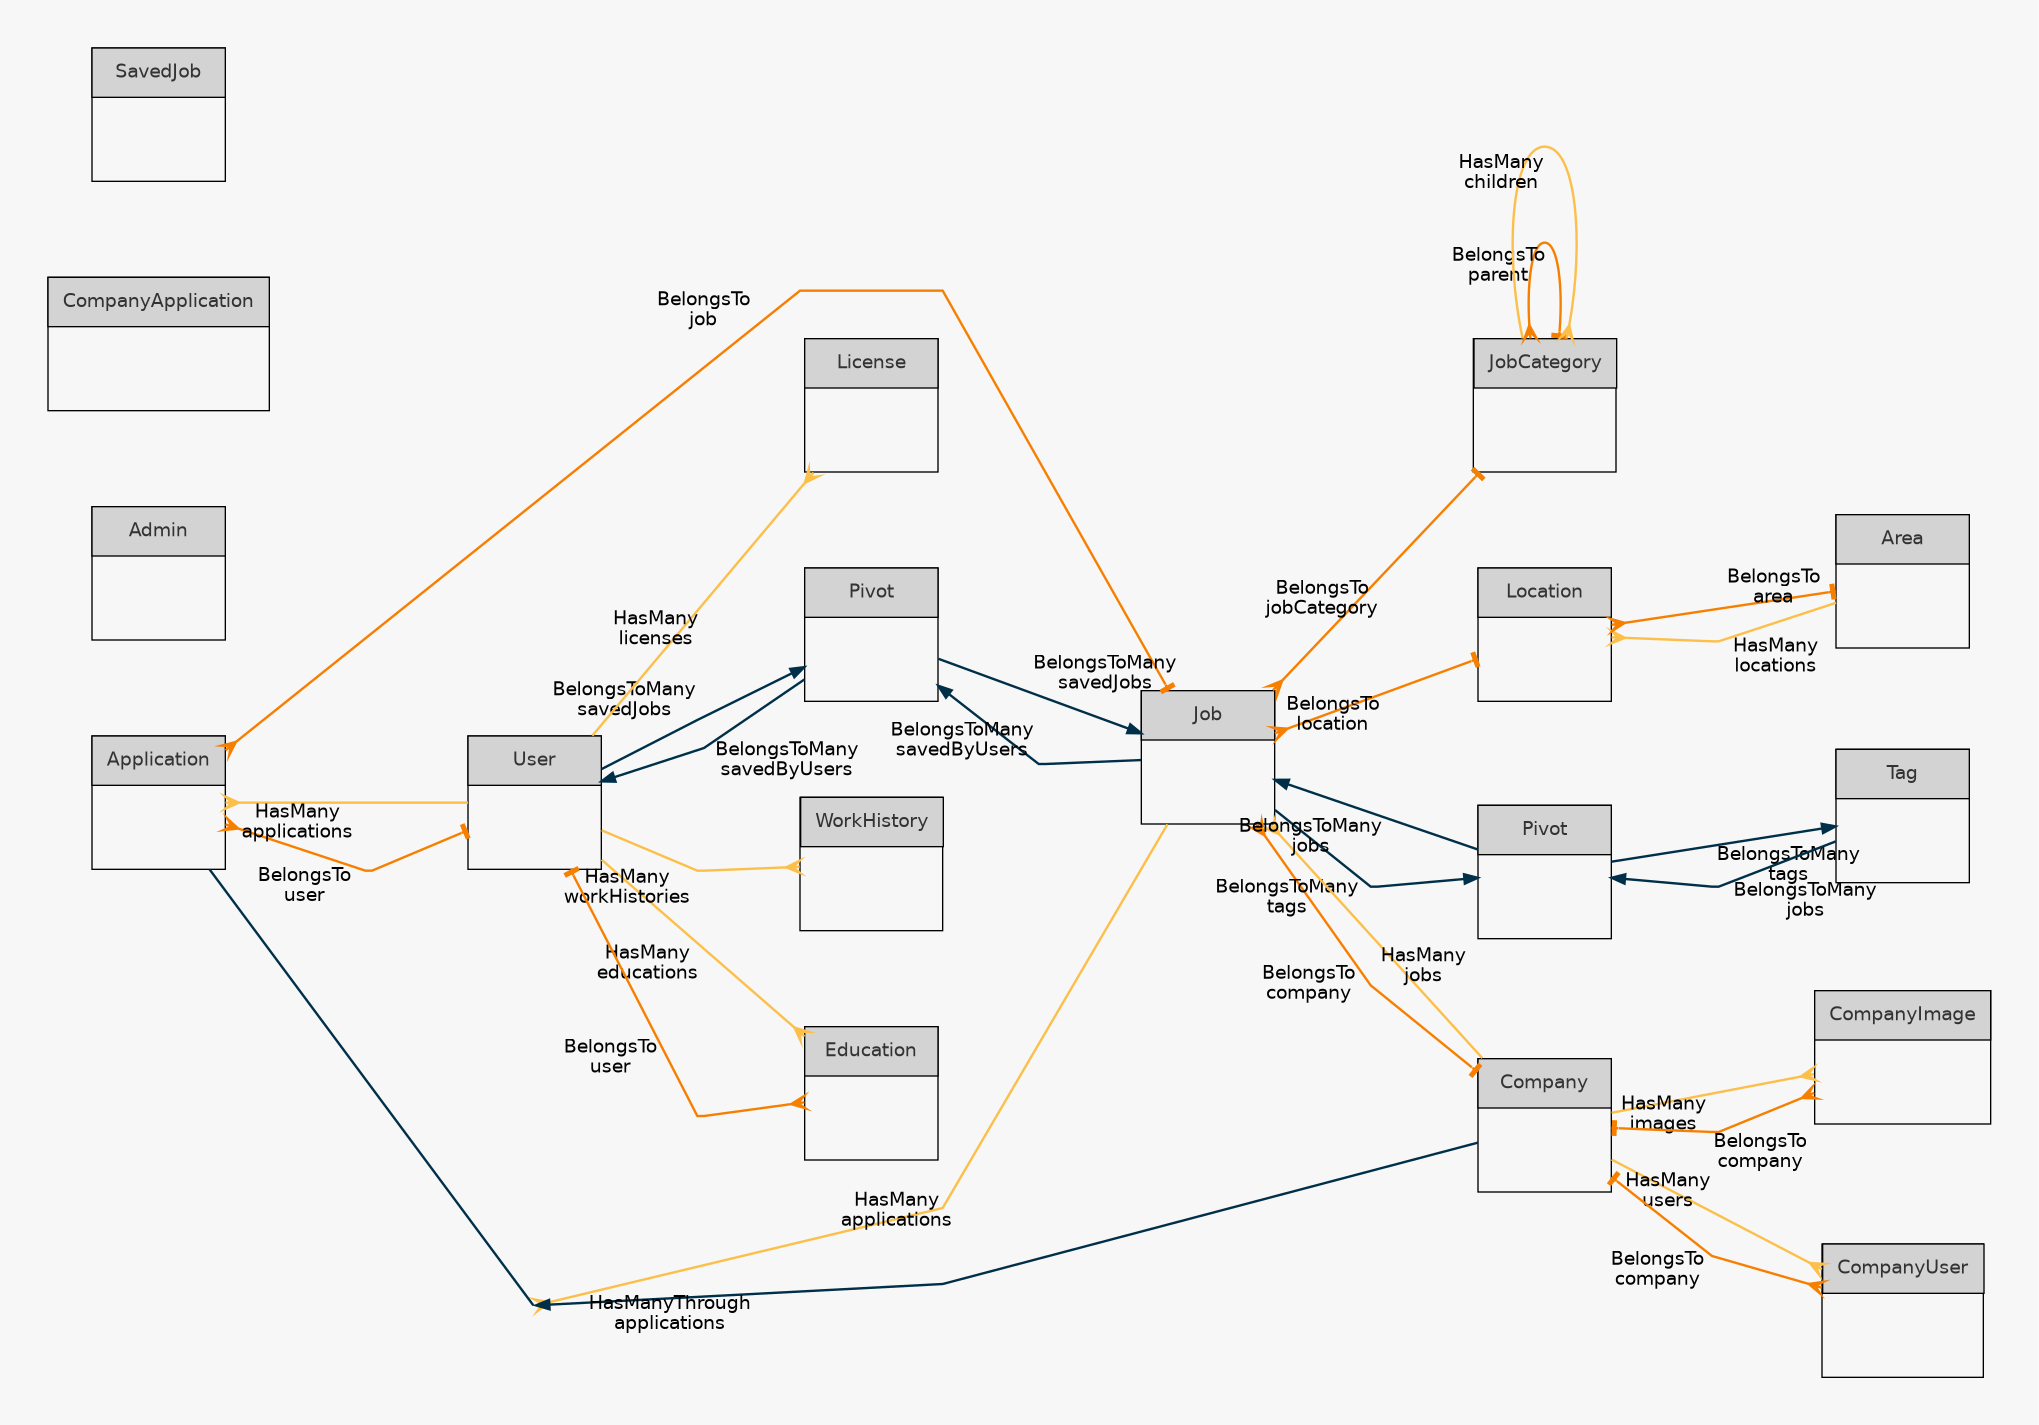 SavedJob
CompanyApplication
Admin
Application
User
License
Pivot
WorkHistory
Education
Job
JobCategory
Location
Pivot
Company
Area
Tag
CompanyImage
CompanyUser
HasMany
children
BelongsTo
parent
BelongsTo
job
HasMany
licenses
BelongsToMany
savedJobs
BelongsToMany
savedByUsers
BelongsToMany
savedJobs
BelongsToMany
savedByUsers
HasMany
applications
BelongsTo
user
HasMany
workHistories
HasMany
educations
BelongsTo
user
BelongsTo
jobCategory
BelongsTo
location
BelongsTo
area
HasMany
locations
BelongsToMany
jobs
BelongsToMany
tags
BelongsToMany
tags
BelongsToMany
jobs
HasMany
jobs
BelongsTo
company
HasMany
images
BelongsTo
company
HasMany
users
BelongsTo
company
HasMany
applications
HasManyThrough
applications